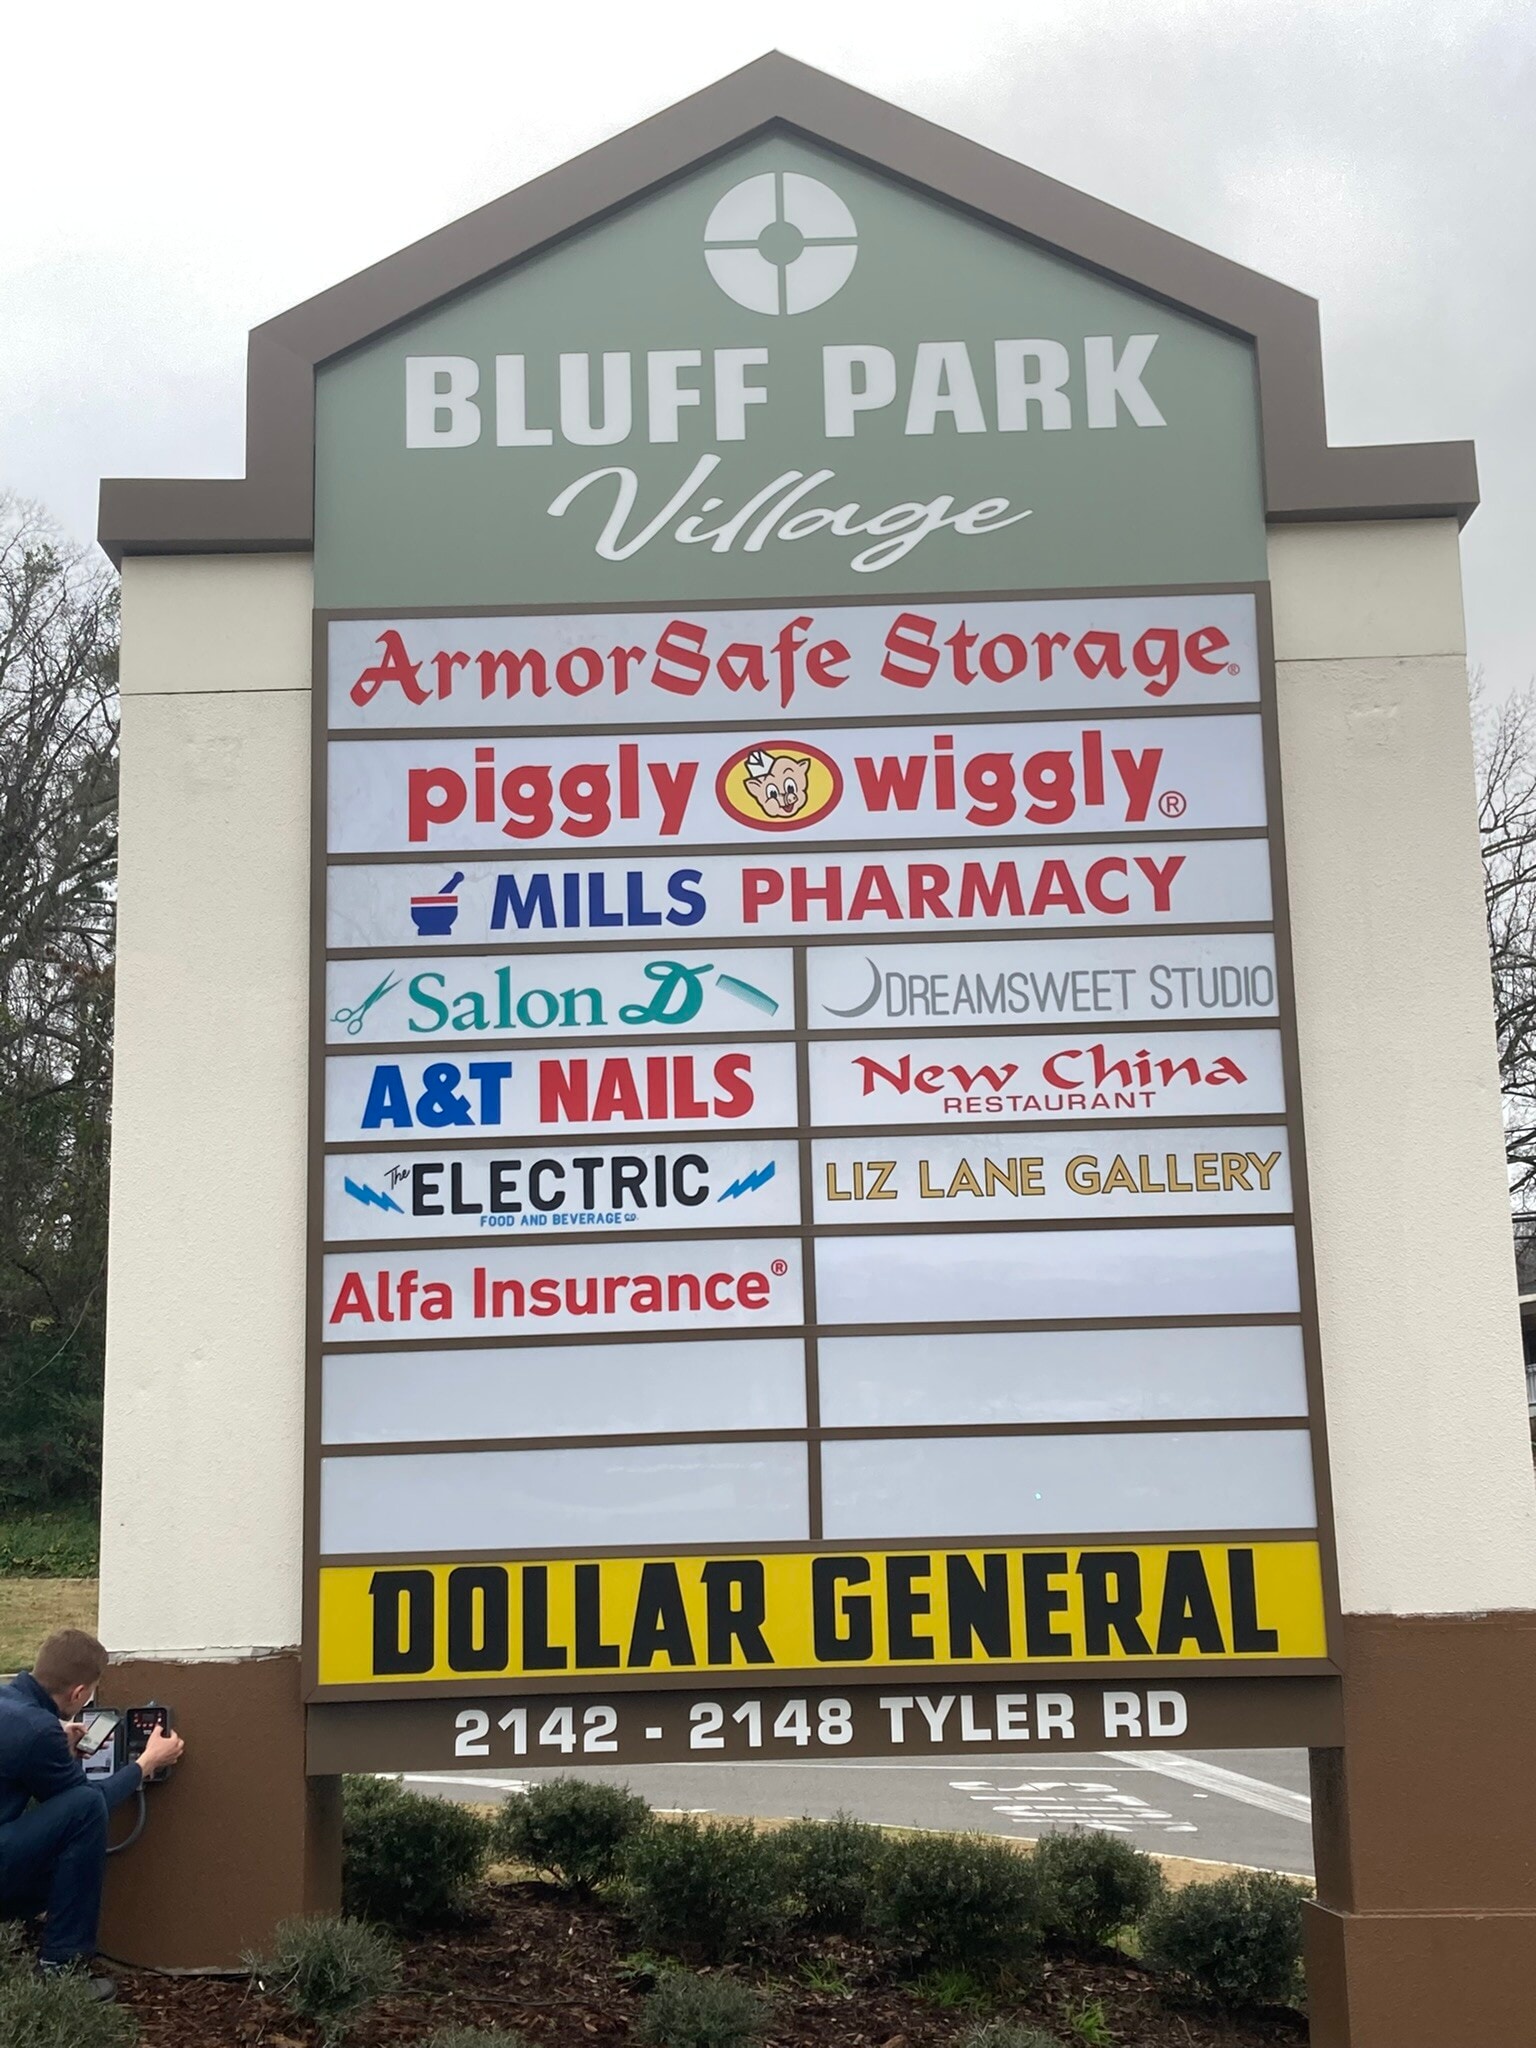 BLUFF PARK
Village
ArmorSafe Storage®
piggly wiggly®
MILLS PHARMACY
Salon D
DREAMSWEET STUDIO
A&T NAILS
New China
RESTAURANT
The ELECTRIC
FOOD AND BEVERAGE CO.
LIZ LANE GALLERY
Alfa Insurance®
DOLLAR GENERAL
2142 - 2148 TYLER RD